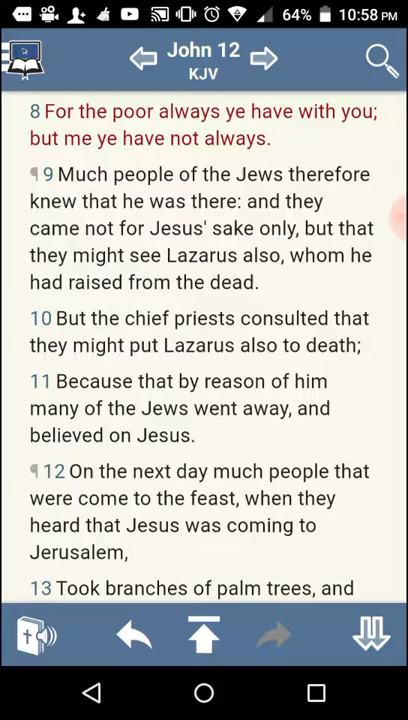 64% 10:58 PM
John 12
KJV
8 For the poor always ye have with you;
but me ye have not always.
¶ 9 Much people of the Jews therefore
knew that he was there: and they
came not for Jesus' sake only, but that
they might see Lazarus also, whom he
had raised from the dead.
10 But the chief priests consulted that
they might put Lazarus also to death;
11 Because that by reason of him
many of the Jews went away, and
believed on Jesus.
¶ 12 On the next day much people that
were come to the feast, when they
heard that Jesus was coming to
Jerusalem,
13 Took branches of palm trees, and